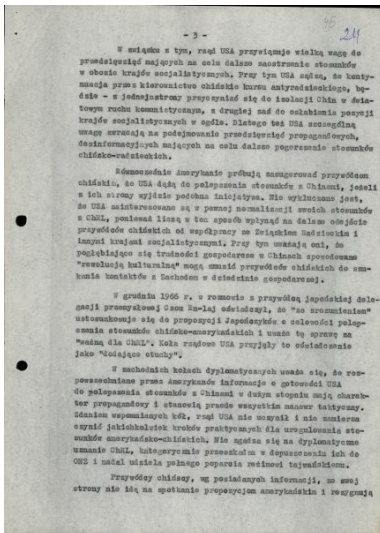 - 3 -
24
W związku z tym, rząd USA przywiązuje wielką wagę do
przedsięwzięć mających na celu dalsze zaostrzanie stosunków
w obozie krajów socjalistycznych. Przy tym USA sądzą, że konty-
nuacja przez kierownictwo chińskie kursu antyradzieckiego, bę-
dzie - z jednej strony przyczyniać się do izolacji Chin w świa-
towym ruchu komunistycznym, z drugiej zaś do osłabienia pozycji
krajów socjalistycznych w ogóle. Dlatego też USA szczególną
uwagę zwracają na podejmowanie przedsięwzięć propagandowych,
dezinformacyjnych mających na celu dalsze pogorszenie stosunków
chińsko-radzieckich.
Równocześnie Amerykanie próbują zasugerować przywódcom
chińskim, że USA dążą do polepszenia stosunków z Chinami, jeżeli
z ich strony wyjdzie podobna inicjatywa. Nie wykluczone jest,
że USA zainteresowane są w pewnej normalizacji swoich stosunków
z ChRL, ponieważ liczą w ten sposób wpłynąć na dalsze odejście
przywódców chińskich od współpracy ze Związkiem Radzieckim i
innymi krajami socjalistycznymi. Przy tym uważają oni, że
pogłębiające się trudności gospodarcze w Chinach spowodowane
"rewolucją kulturalną" mogą zmusić przywódców chińskich do szu-
kania kontaktów z Zachodem w dziedzinie gospodarczej.
W grudniu 1966 r. w rozmowie z przywódcą japońskiej dele-
gacji przemysłowej Czou En-laj oświadczył, że "ze zrozumieniem"
ustosunkowuje się do propozycji Japończyków o celowości polep-
szenia stosunków chińsko-amerykańskich i uważa tę sprawę za
"ważną dla ChRL". Koła rządowe USA przyjęły to oświadczenie
jako "dodające otuchy".
W zachodnich kołach dyplomatycznych uważa się, że roz-
powszechniane przez Amerykanów informacje o gotowości USA
do polepszenia stosunków z Chinami w dużym stopniu mają charak-
ter propagandowy i stanowią przede wszystkim manewr taktyczny.
Zdaniem wspomnianych kół, rząd USA nie uczynił i nie zamierza
czynić jakichkolwiek kroków praktycznych dla uregulowania sto-
sunków amerykańsko-chińskich. Nie zgadza się na dyplomatyczne
uznanie ChRL, kategorycznie przeszkadza w dopuszczeniu ich do
ONZ i nadal udziela pełnego poparcia reżimowi tajwańskiemu.
Przywódcy chińscy, wg posiadanych informacji, ze swej
strony nie idą na spotkanie propozycjom amerykańskim i rezygnują